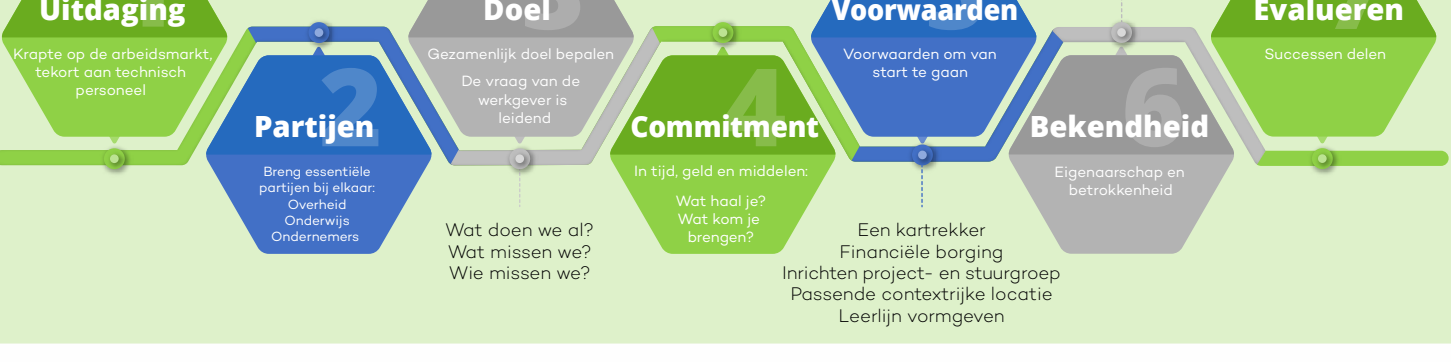 Uitdaging
Krapte op de arbeidsmarkt,
tekort aan technisch
personeel
2
Partijen
Breng essentiële
partijen bij elkaar:
Overheid
Onderwijs
Ondernemers
Doel
Gezamenlijk doel bepalen
De vraag van de
werkgever is
leidend
Wat doen we al?
Wat missen we?
Wie missen we?
4
Commitment
In tijd, geld en middelen:
Wat haal je?
Wat kom je
brengen?
Voorwaarden
Voorwaarden om van
start te gaan
Een kartrekker
Financiële borging
Inrichten project- en stuurgroep
Passende contextrijke locatie
Leerlijn vormgeven
6
Bekendheid
Eigenaarschap en
betrokkenheid
Evalueren
Successen delen